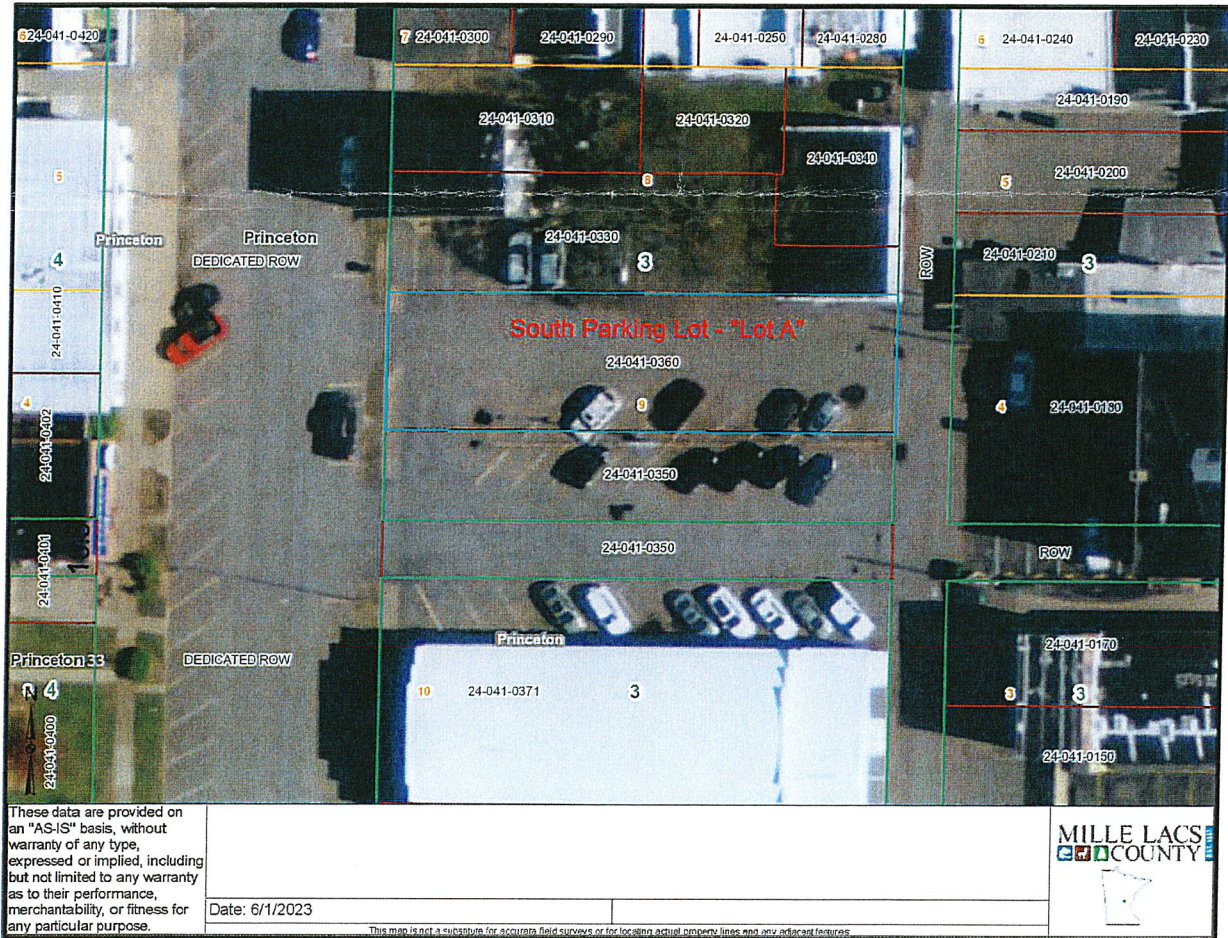 6 24-041-0420
7 24-041-0300
24-041-0290
24-041-0250
24-041-0280
6 24-041-0240
24-041-0230
24-041-0310
24-041-0320
24-041-0190
24-041-0340
5
8
5
24-041-0200
Princeton
Princeton
24-041-0330
4
DEDICATED ROW
3
ROW
24-041-0210
3
24-041-0410
South Parking Lot - "Lot A"
24-041-0360
4
9
4
24-041-0180
24-041-0402
24-041-0350
24-041-0401
24-041-0350
ROW
Princeton
24-041-0170
Princeton 33
DEDICATED ROW
N
4
10
24-041-0371
3
3
3
24-041-0400
24-041-0150
These data are provided on
an "AS-IS" basis, without
warranty of any type,
expressed or implied, including
but not limited to any warranty
as to their performance,
merchantability, or fitness for
any particular purpose.
Date: 6/1/2023
This map is not a substitute for accurate field surveys or for locating actual property lines and any adjacent features
MILLE LACS
COUNTY